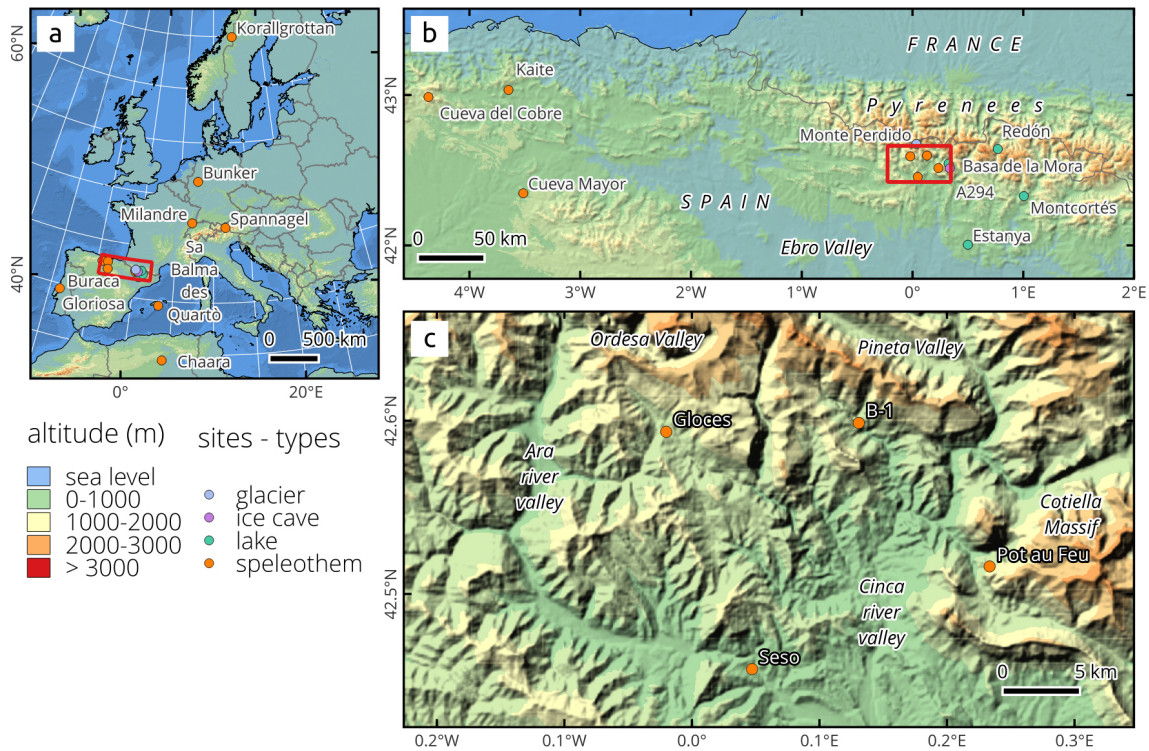 a
60°N
40°N
Korallgrottan
Bunker
Milandre
Spannagel
Sa
Balma
des
Quartò
Buraca
Gloriosa
Chaara
0 500 km
0° 20°E
b
FRANCE
43°N
42°N
Kaite
Cueva del Cobre
Pyrenees
Monte Perdido
Redón
Basa de la Mora
A294
Cueva Mayor
SPAIN
Montcortés
Estanya
Ebro Valley
0 50 km
4°W 3°W 2°W 1°W 0° 1°E 2°E
altitude (m)
sea level
0-1000
1000-2000
2000-3000
> 3000
sites - types
glacier
ice cave
lake
speleothem
c
42.6°N
42.5°N
Ordesa Valley
Pineta Valley
Gloces
B-1
Ara
river
valley
Cotiella
Massif
Pot au Feu
Cinca
river
valley
Seso
0 5 km
0.2°W 0.1°W 0.0° 0.1°E 0.2°E 0.3°E